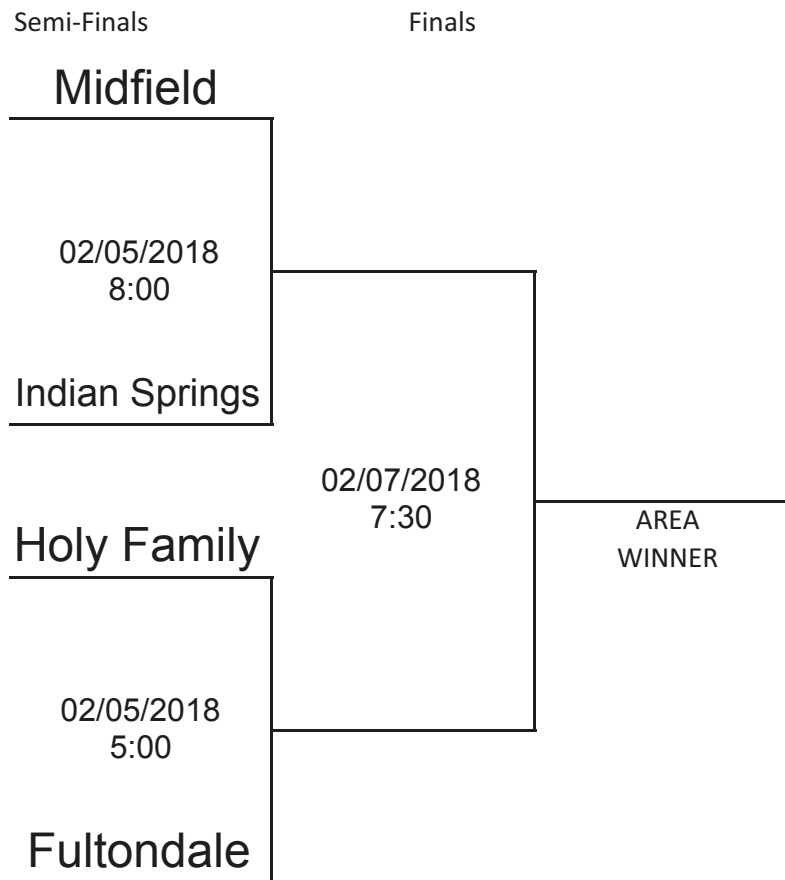 Semi-Finals
Finals
Midfield
02/05/2018
8:00
Indian Springs
02/07/2018
7:30
AREA
WINNER
Holy Family
02/05/2018
5:00
Fultondale